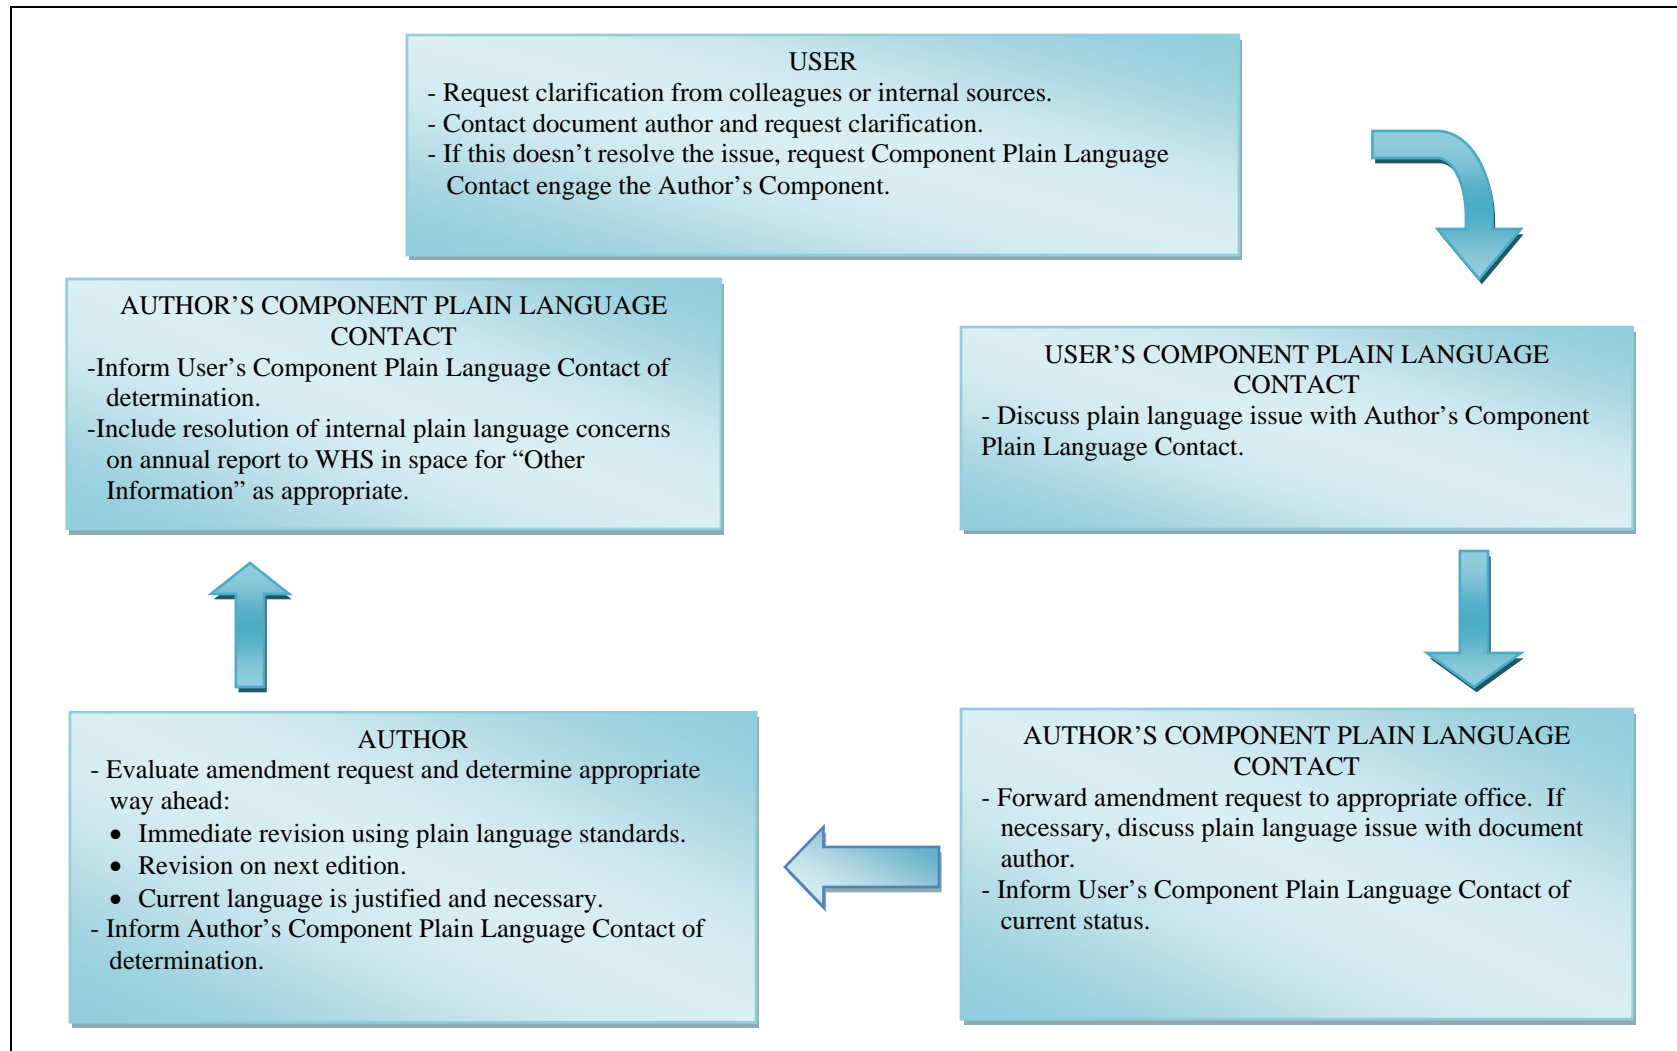 USER
- Request clarification from colleagues or internal sources.
- Contact document author and request clarification.
- If this doesn’t resolve the issue, request Component Plain Language
Contact engage the Author’s Component.
USER’S COMPONENT PLAIN LANGUAGE
CONTACT
- Discuss plain language issue with Author’s Component
Plain Language Contact.
AUTHOR’S COMPONENT PLAIN LANGUAGE
CONTACT
- Forward amendment request to appropriate office.  If
necessary, discuss plain language issue with document
author.
- Inform User’s Component Plain Language Contact of
current status.
AUTHOR
- Evaluate amendment request and determine appropriate
way ahead:
• Immediate revision using plain language standards.
• Revision on next edition.
• Current language is justified and necessary.
- Inform Author’s Component Plain Language Contact of
determination.
AUTHOR’S COMPONENT PLAIN LANGUAGE
CONTACT
-Inform User’s Component Plain Language Contact of
determination.
-Include resolution of internal plain language concerns
on annual report to WHS in space for “Other
Information” as appropriate.